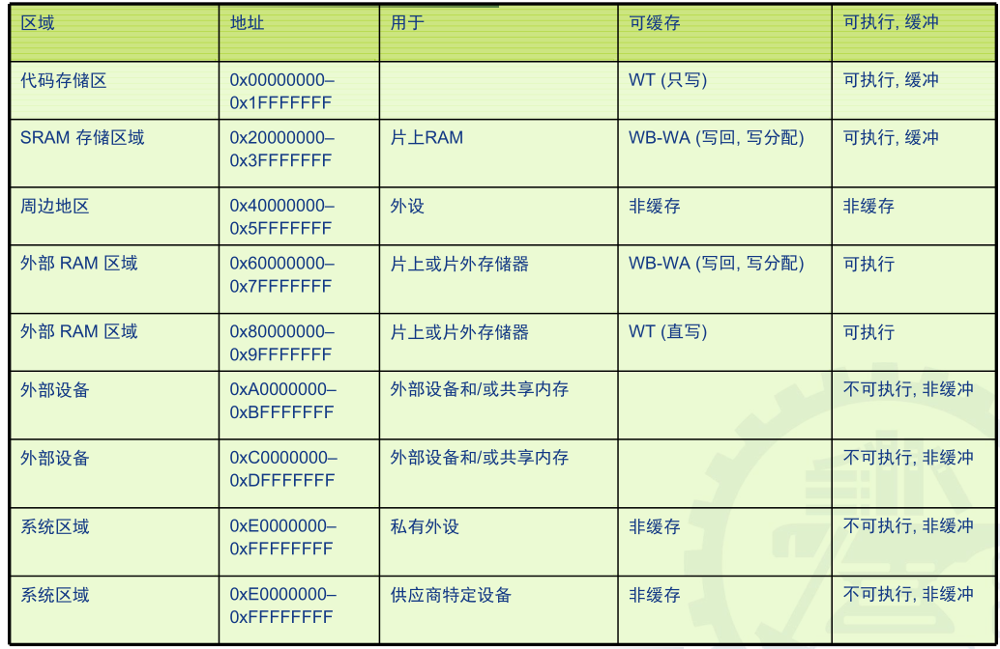 区域 地址 用于 可缓存 可执行, 缓冲
代码存储区 0x00000000– WT (只写) 可执行, 缓冲
0x1FFFFFFF
SRAM 存储区域 0x20000000– 片上RAM WB-WA (写回, 写分配) 可执行, 缓冲
0x3FFFFFFF
周边地区 0x40000000– 外设 非缓存 非缓存
0x5FFFFFFF
外部 RAM 区域 0x60000000– 片上或片外存储器 WB-WA (写回, 写分配) 可执行
0x7FFFFFFF
外部 RAM 区域 0x80000000– 片上或片外存储器 WT (直写) 可执行
0x9FFFFFFF
外部设备 0xA0000000– 外部设备和/或共享内存 不可执行, 非缓冲
0xBFFFFFFF
外部设备 0xC0000000– 外部设备和/或共享内存 不可执行, 非缓冲
0xDFFFFFFF
系统区域 0xE0000000– 私有外设 非缓存 不可执行, 非缓冲
0xFFFFFFFF
系统区域 0xE0000000– 供应商特定设备 非缓存 不可执行, 非缓冲
0xFFFFFFFF